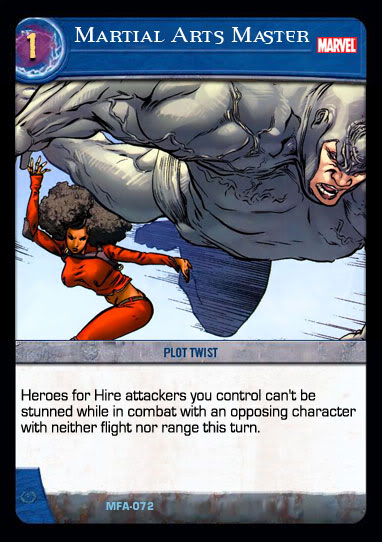 1
Martial Arts Master
MARVEL
PLOT TWIST
Heroes for Hire attackers you control can't be
stunned while in combat with an opposing character
with neither flight nor range this turn.
MFA-072